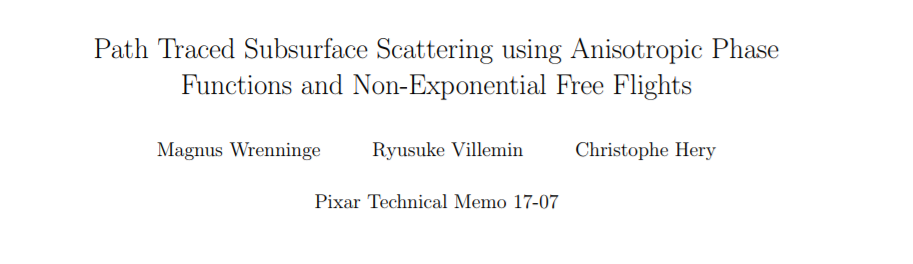 Path Traced Subsurface Scattering using Anisotropic Phase
Functions and Non-Exponential Free Flights
Magnus Wrenninge Ryusuke Villemin Christophe Hery
Pixar Technical Memo 17-07